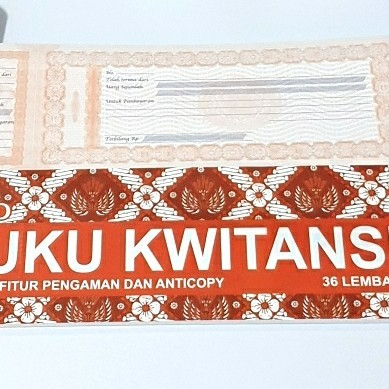 No
Telah terima dari
Uang Sejumlah
Untuk Pembayaran
Terbilang Rp
UKU KWITANS
FITUR PENGAMAN DAN ANTICOPY
36 LEMBA